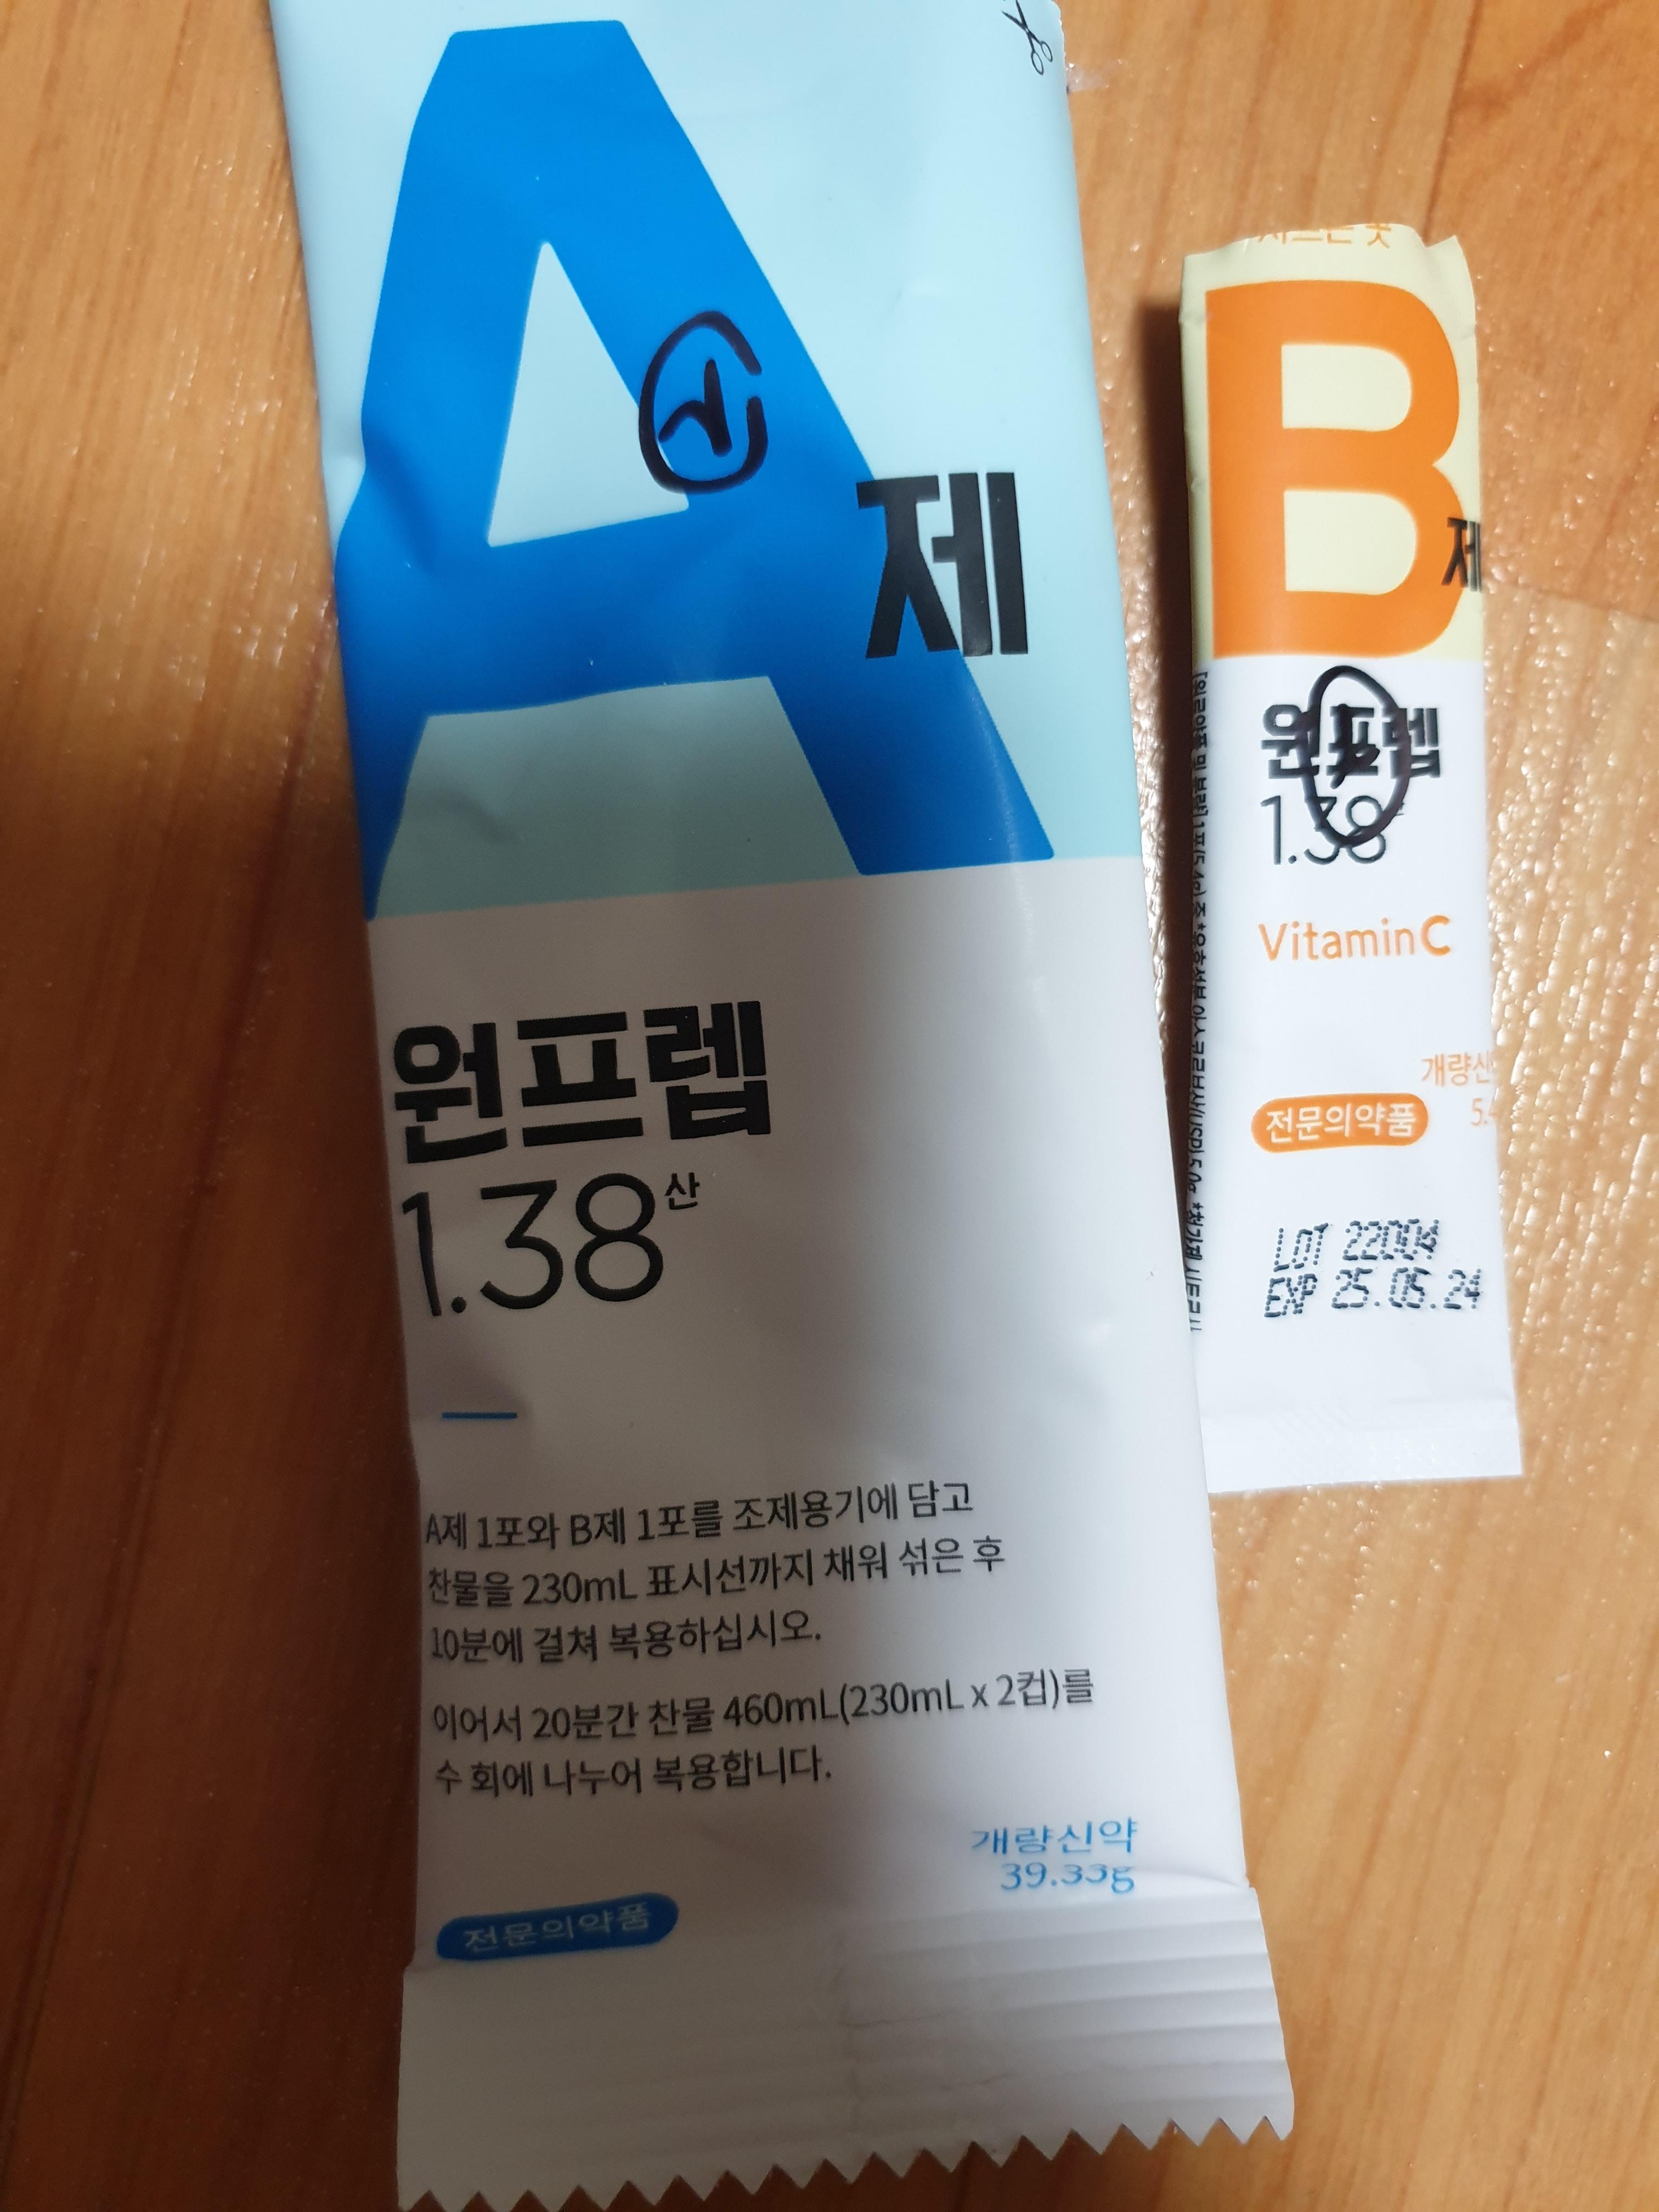 A제
원프렙
1.38산
A제 1포와 B제 1포를 조제용기에 담고
찬물을 230mL 표시선까지 채워 섞은 후
10분에 걸쳐 복용하십시오.
이어서 20분간 찬물 460mL(230mL x 2컵)를
수 회에 나누어 복용합니다.
개량신약
39.33g
전문의약품
B제
원프렙
1.38
Vitamin C
전문의약품
LOT 22004